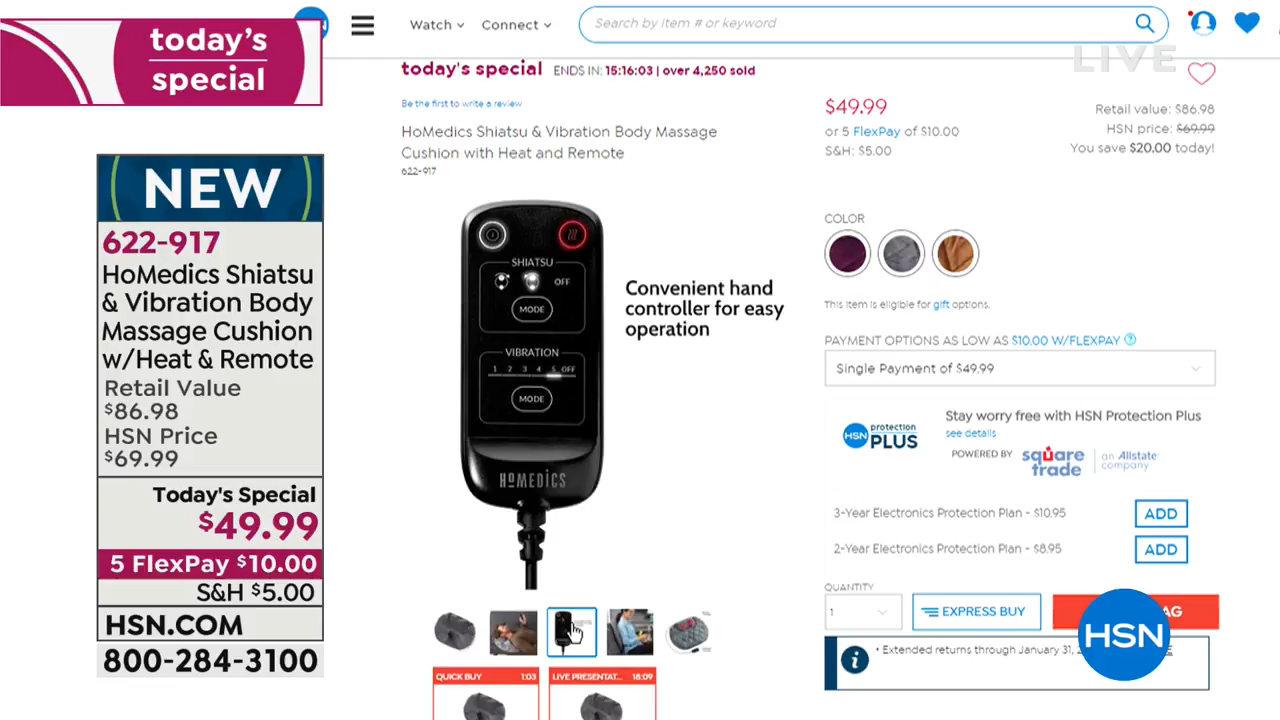 today's
special
NEW
622-917
HoMedics Shiatsu
& Vibration Body
Massage Cushion
w/Heat & Remote
Retail Value
$86.98
HSN Price
$69.99
Today's Special
$49.99
5 FlexPay $10.00
S&H $5.00
HSN.COM
800-284-3100
Watch
Connect
Search by item # or keyword
LIVE
today's special ENDS IN: 15:16:03 | over 4,250 sold
Be the first to write a review
HoMedics Shiatsu & Vibration Body Massage
Cushion with Heat and Remote
622-917
SHIATSU
OFF
MODE
VIBRATION
1 2 3 4 5 OFF
MODE
HOMEDICS
Convenient hand
controller for easy
operation
QUICK BUY 1:03
LIVE PRESENTAT... 18:09
$49.99
or 5 FlexPay of $10.00
S&H: $5.00
Retail value: $86.98
HSN price: $69.99
You save $20.00 today!
COLOR
This item is eligible for gift options.
PAYMENT OPTIONS AS LOW AS $10.00 W/FLEXPAY ?
Single Payment of $49.99
HSN protection PLUS
Stay worry free with HSN Protection Plus
see details
POWERED BY square trade | an Allstate company
3-Year Electronics Protection Plan - $10.95
ADD
2-Year Electronics Protection Plan - $8.95
ADD
QUANTITY
1
EXPRESS BUY
AG
HSN
i
• Extended returns through January 31,